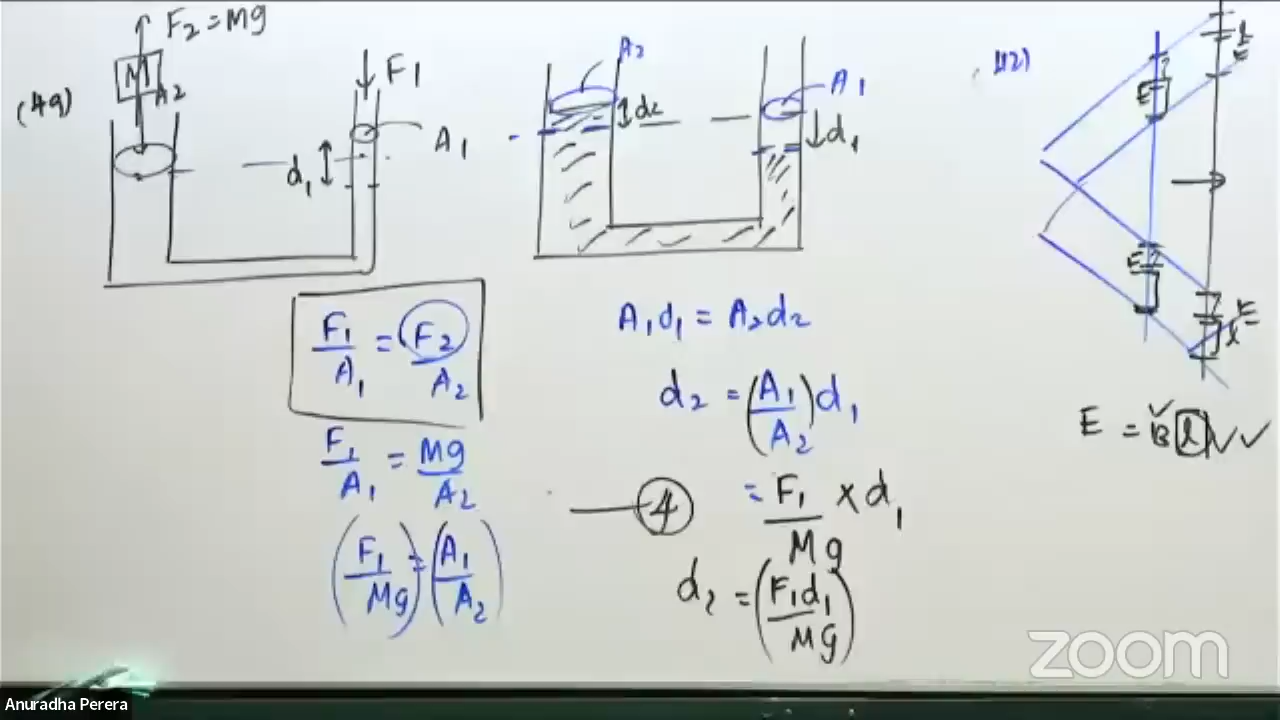 (49)
F₂ = Mg
M
A₂
F₁
A₁
d₁
A₂
d₂
A₁
d₁
F₁/A₁ = F₂/A₂
F₁/A₁ = Mg/A₂
(F₁/Mg) = (A₁/A₂)
A₁d₁ = A₂d₂
d₂ = (A₁/A₂)d₁
④
= F₁/Mg × d₁
d₂ = (F₁d₁/Mg)
E
E
E
E
l
E = Blv
zoom
Anuradha Perera